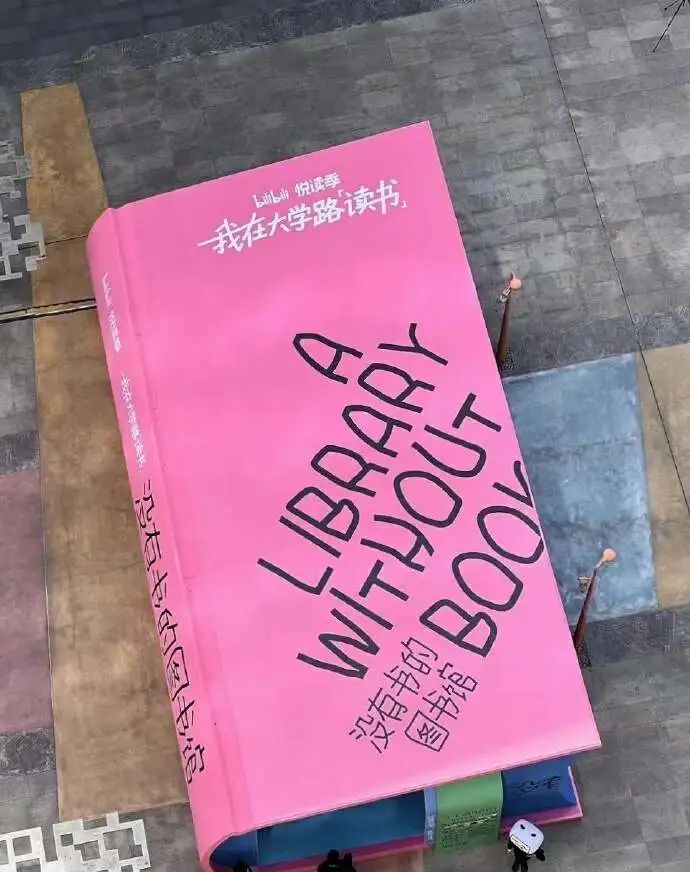 bilibili 悦读季
我在大学路「读书」
A
LIBRARY
WITHOUT
BOOK
没有书的
图书馆
bilibili 悦读季
我在大学路「读书」
没有书的图书馆